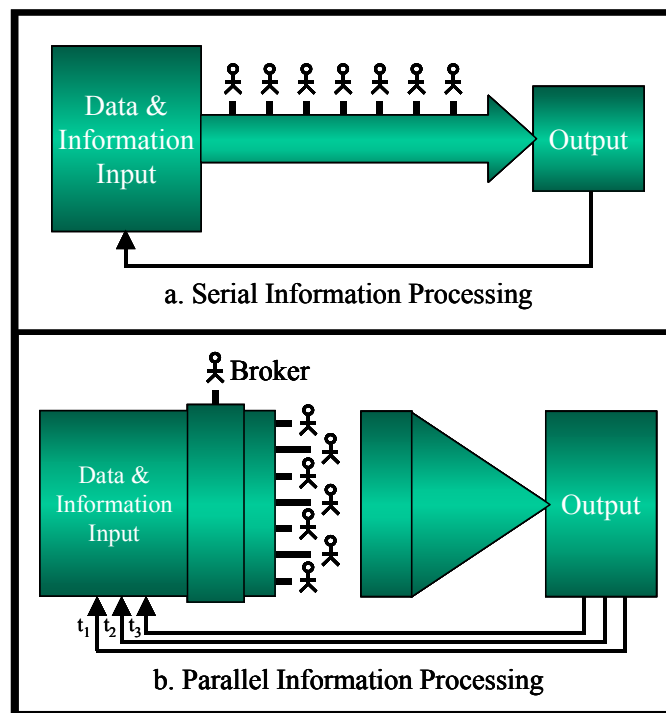 Data &
Information
Input
Output
a. Serial Information Processing
Broker
Data &
Information
Input
Output
t1 t2 t3
b. Parallel Information Processing